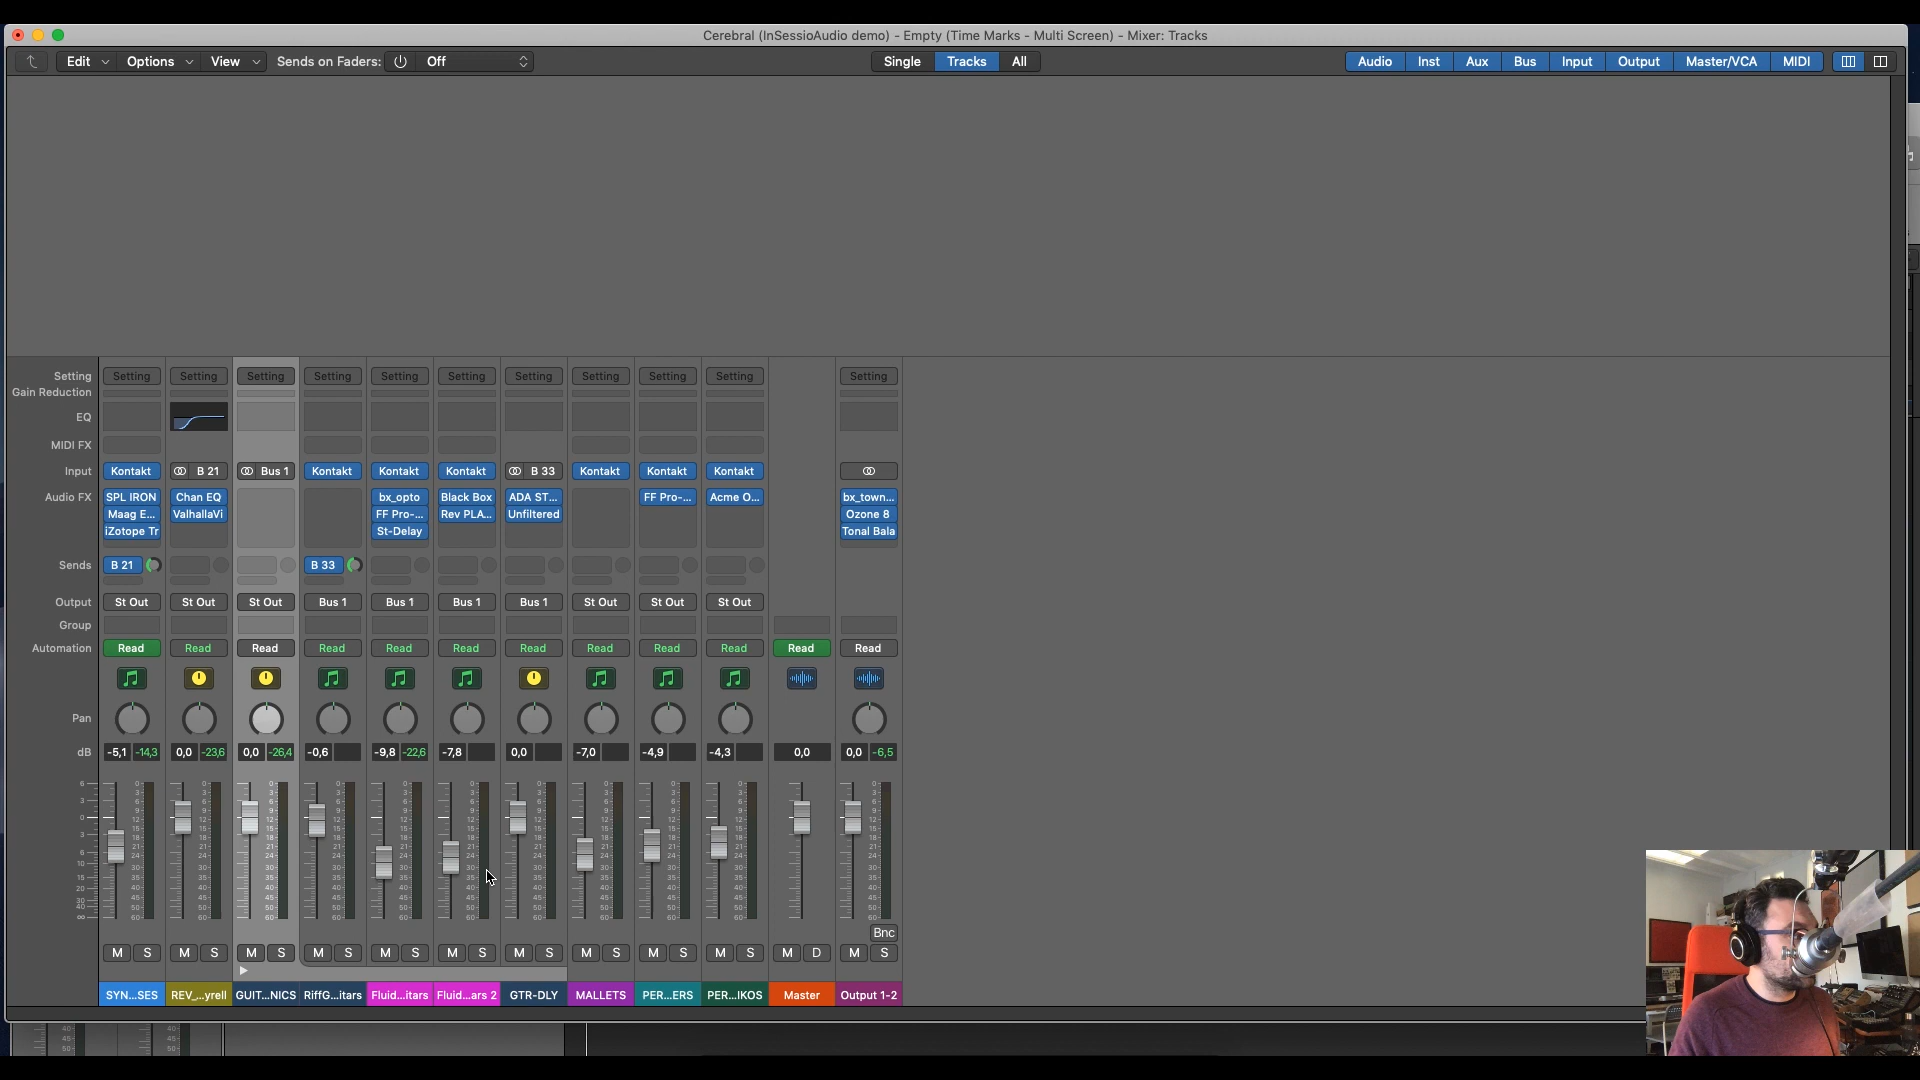 Cerebral (InSessioAudio demo) - Empty (Time Marks - Multi Screen) - Mixer: Tracks
Edit Options View Sends on Faders: Off Single Tracks All Audio Inst Aux Bus Input Output Master/VCA MIDI
Setting Setting Setting Setting Setting Setting Setting Setting Setting Setting Setting Setting
Gain Reduction
EQ
MIDI FX
Input Kontakt B 21 Bus 1 Kontakt Kontakt Kontakt B 33 Kontakt Kontakt Kontakt
Audio FX SPL IRON Chan EQ bx_opto Black Box ADA ST... FF Pro-... Acme O... bx_town...
Maag E... ValhallaVi FF Pro-... Rev PLA... Unfiltered Ozone 8
iZotope Tr St-Delay Tonal Bala
Sends B 21 B 33
Output St Out St Out St Out Bus 1 Bus 1 Bus 1 Bus 1 St Out St Out St Out
Group
Automation Read Read Read Read Read Read Read Read Read Read Read Read
Pan
dB -5,1 -14,3 0,0 -23,6 0,0 -26,4 -0,6 -9,8 -22,6 -7,8 0,0 -7,0 -4,9 -4,3 0,0 0,0 -6,5
Bnc
M S M S M S M S M S M S M S M S M S M S M D M S
SYN...SES REV_...yrell GUIT...NICS RiffG...itars Fluid...itars Fluid...ars 2 GTR-DLY MALLETS PER...ERS PER...IKOS Master Output 1-2